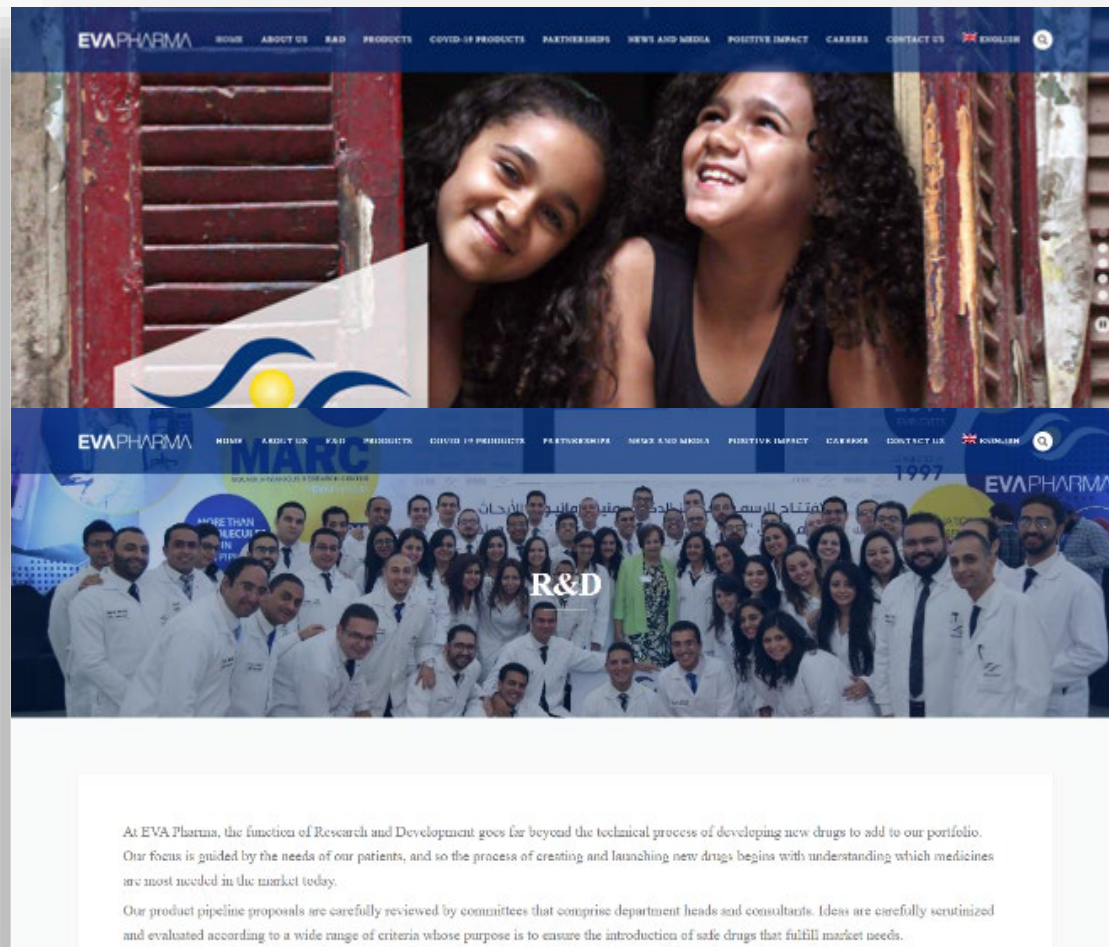 EVAPHARMA HOME ABOUT US R&D PRODUCTS COVID-19 PRODUCTS PARTNERSHIPS NEWS AND MEDIA POSITIVE IMPACT CAREERS CONTACT US ENGLISH
EVAPHARMA HOME ABOUT US R&D PRODUCTS COVID-19 PRODUCTS PARTNERSHIPS NEWS AND MEDIA POSITIVE IMPACT CAREERS CONTACT US ENGLISH
MARC
1997
EVAPHARMA
MORE THAN
IN
R&D
At EVA Pharma, the function of Research and Development goes far beyond the technical process of developing new drugs to add to our portfolio.
Our focus is guided by the needs of our patients, and so the process of creating and launching new drugs begins with understanding which medicines
are most needed in the market today.
Our product pipeline proposals are carefully reviewed by committees that comprise department heads and consultants. Ideas are carefully scrutinized
and evaluated according to a wide range of criteria whose purpose is to ensure the introduction of safe drugs that fulfill market needs.